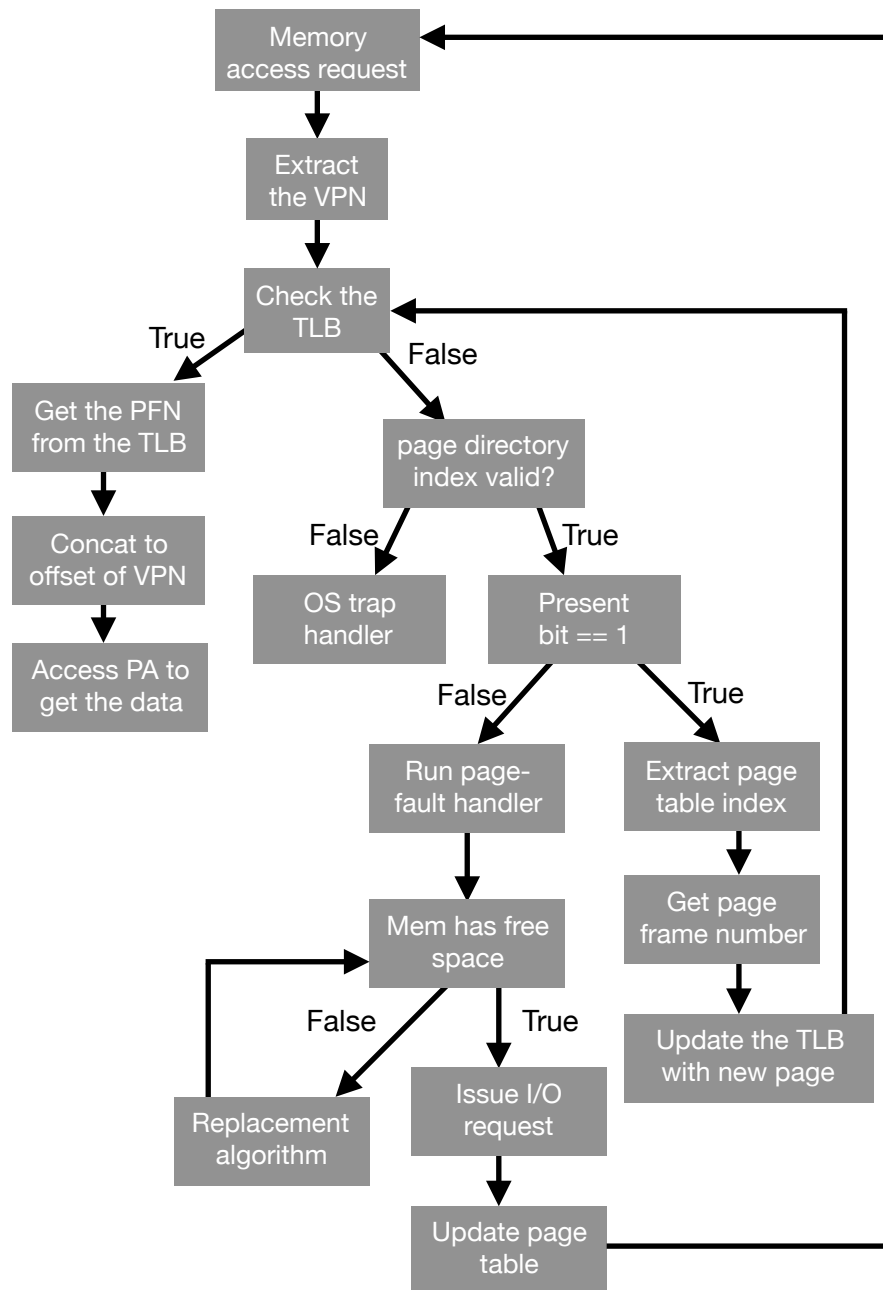 Memory
access request
Extract
the VPN
Check the
TLB
True
False
Get the PFN
from the TLB
page directory
index valid?
Concat to
offset of VPN
False
True
OS trap
handler
Present
bit == 1
Access PA to
get the data
False
True
Run page-
fault handler
Extract page
table index
Mem has free
space
Get page
frame number
False
True
Update the TLB
with new page
Replacement
algorithm
Issue I/O
request
Update page
table